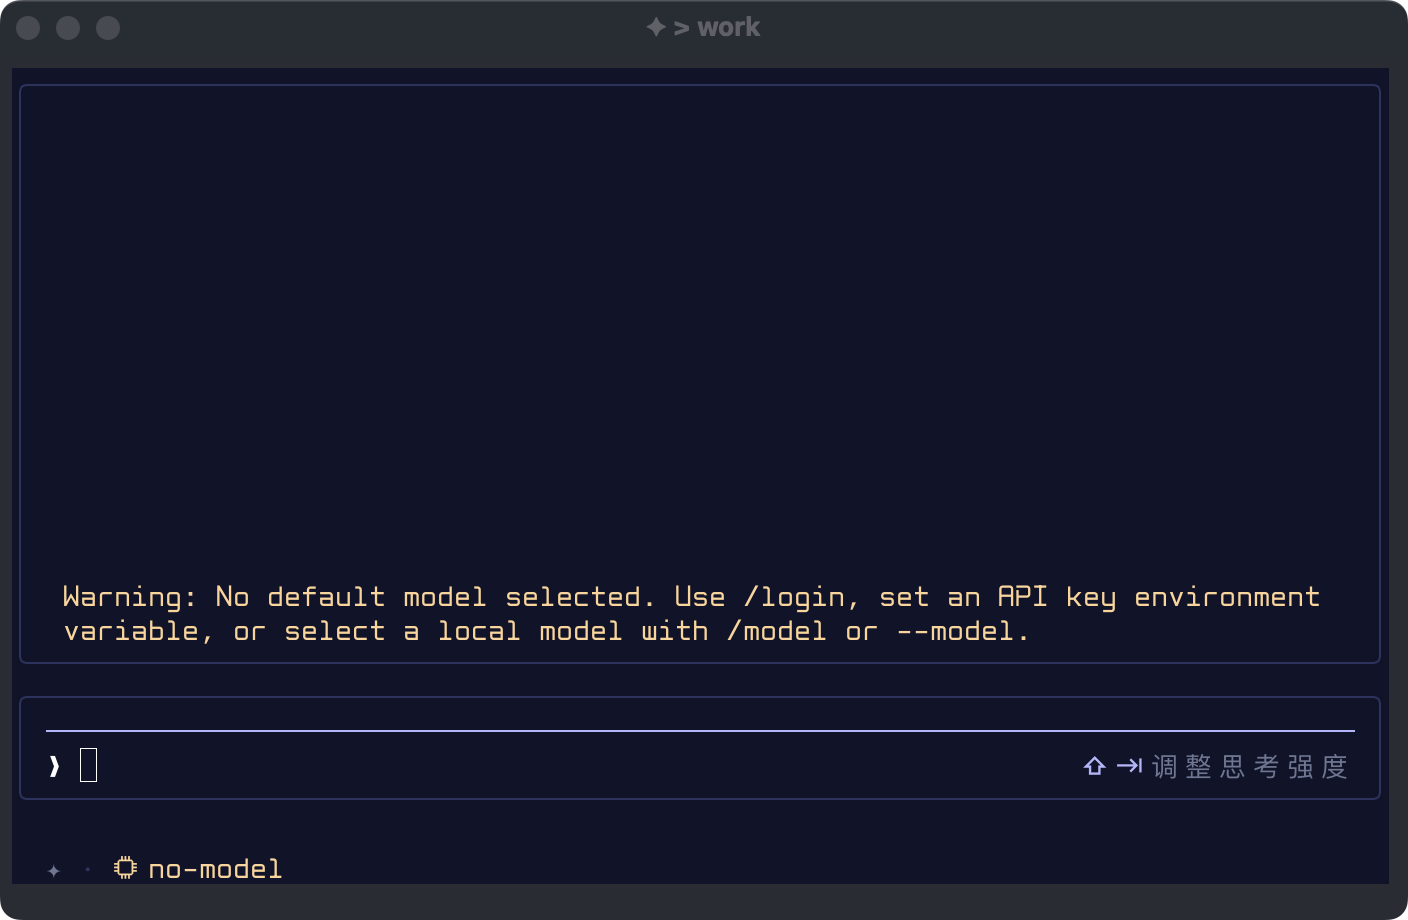 ✦ > work
Warning: No default model selected. Use /login, set an API key environment
variable, or select a local model with /model or --model.
❯ ⇧ ⇥ 调整思考强度
✦ · no-model